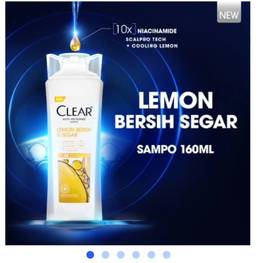 NEW
10x NIACINAMIDE
SCALPRO TECH
+ COOLING LEMON
CLEAR
LEMON BERSIH
& SEGAR
LEMON
BERSIH SEGAR
SAMPO 160ML